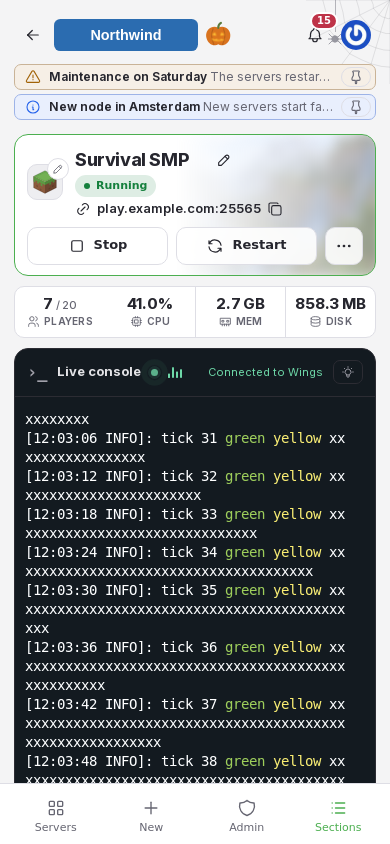 Northwind
15
Maintenance on Saturday The servers restar...
New node in Amsterdam New servers start fa...
Survival SMP
Running
play.example.com:25565
Stop
Restart
7 / 20
PLAYERS
41.0%
CPU
2.7 GB
MEM
858.3 MB
DISK
Live console
Connected to Wings
xxxxxxxx
[12:03:06 INFO]: tick 31 green yellow xx
xxxxxxxxxxxxxxx
[12:03:12 INFO]: tick 32 green yellow xx
xxxxxxxxxxxxxxxxxxxxxx
[12:03:18 INFO]: tick 33 green yellow xx
xxxxxxxxxxxxxxxxxxxxxxxxxxxxx
[12:03:24 INFO]: tick 34 green yellow xx
xxxxxxxxxxxxxxxxxxxxxxxxxxxxxxxxxxxx
[12:03:30 INFO]: tick 35 green yellow xx
xxxxxxxxxxxxxxxxxxxxxxxxxxxxxxxxxxxxxxxx
xxx
[12:03:36 INFO]: tick 36 green yellow xx
xxxxxxxxxxxxxxxxxxxxxxxxxxxxxxxxxxxxxxxx
xxxxxxxxxx
[12:03:42 INFO]: tick 37 green yellow xx
xxxxxxxxxxxxxxxxxxxxxxxxxxxxxxxxxxxxxxxx
xxxxxxxxxxxxxxxxx
[12:03:48 INFO]: tick 38 green yellow xx
xxxxxxxxxxxxxxxxxxxxxxxxxxxxxxxxxxxxxxxx
Servers
New
Admin
Sections